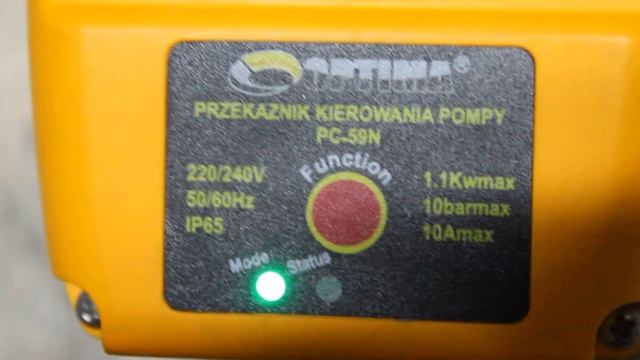 OPTIMA®
PRZEKAZNIK KIEROWANIA POMPY
PC-59N
Function
220/240V
50/60Hz
IP65
1.1Kwmax
10barmax
10Amax
Mode Status